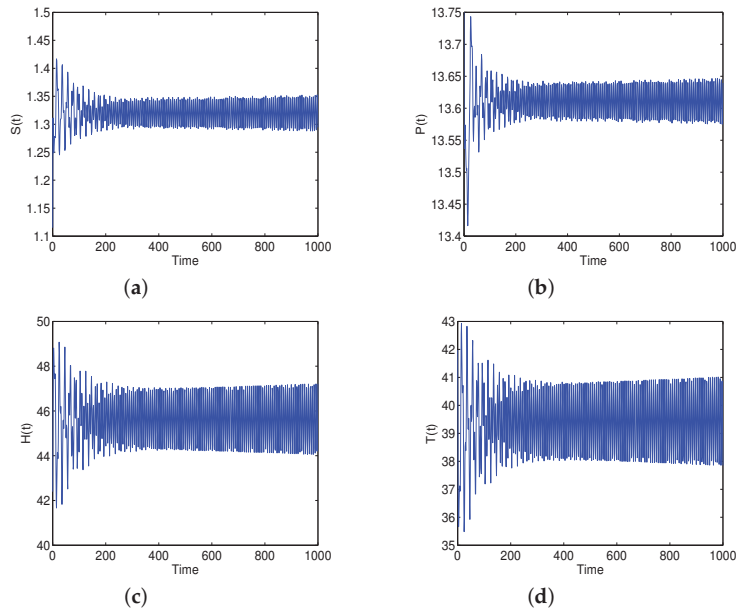 1.5
1.45
1.4
1.35
1.3
1.25
1.2
1.15
1.1
S(t)
0 200 400 600 800 1000
Time
(a)
13.75
13.7
13.65
13.6
13.55
13.5
13.45
13.4
P(t)
0 200 400 600 800 1000
Time
(b)
50
48
46
44
42
40
H(t)
0 200 400 600 800 1000
Time
(c)
43
42
41
40
39
38
37
36
35
T(t)
0 200 400 600 800 1000
Time
(d)